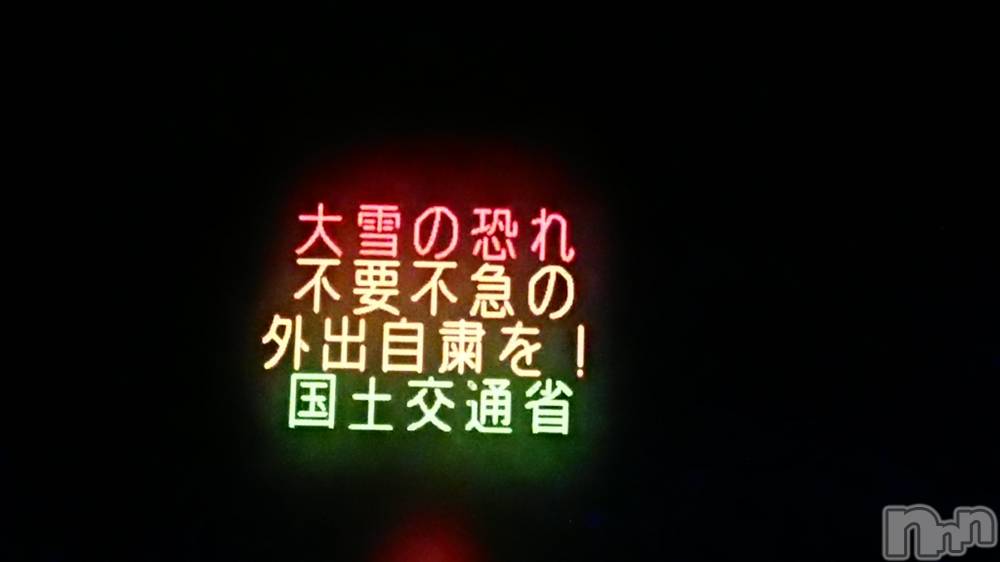 大雪の恐れ
不要不急の
外出自粛を！
国土交通省
nnn